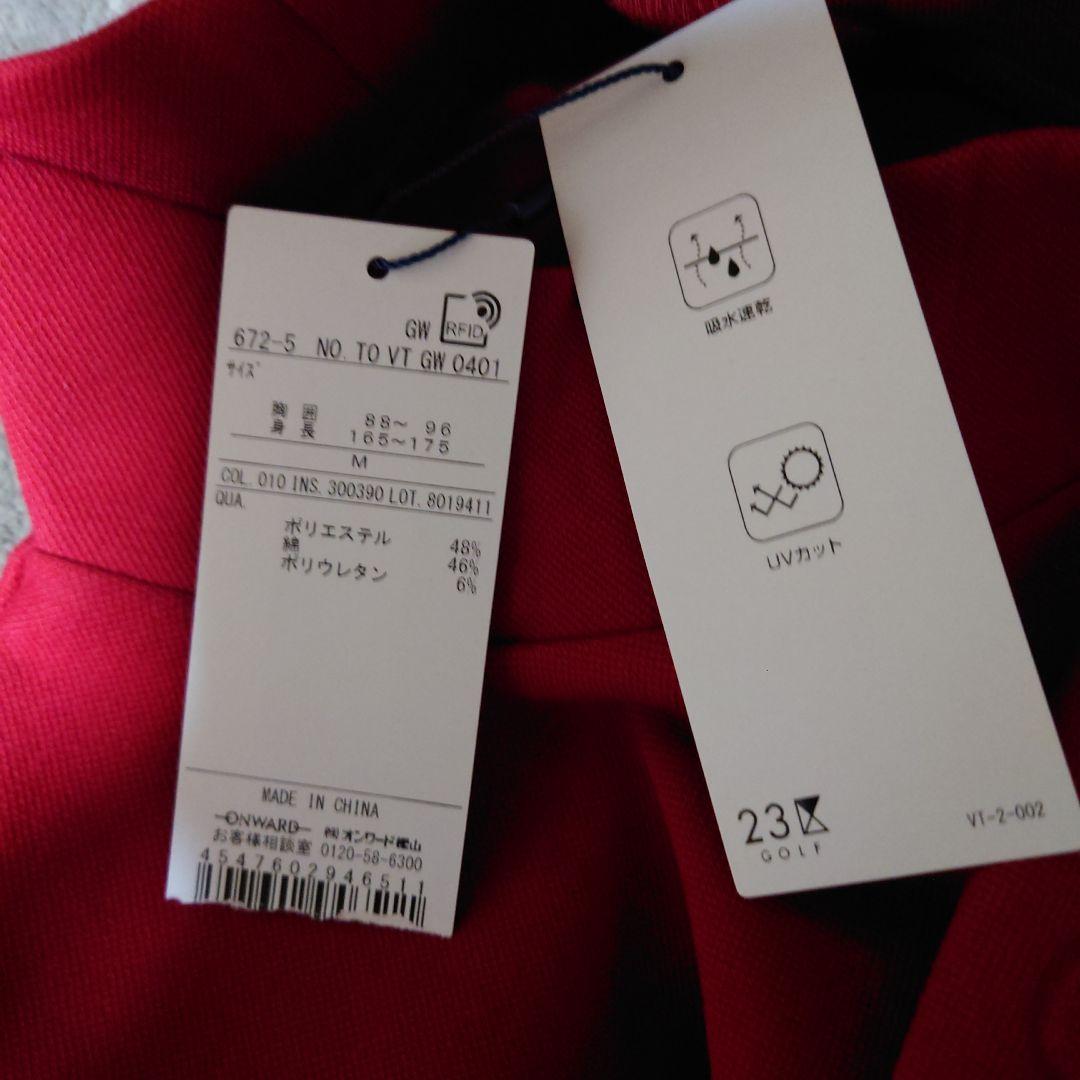 GW RFID
672-5 NO. TO VT GW 0401
サイズ
胸囲 88～ 96
身長 165～175
M
COL. 010 INS. 300390 LOT. 8019411
QUA.
ポリエステル 48%
綿 46%
ポリウレタン 6%
MADE IN CHINA
ONWARD ㈱オンワード樫山
お客様相談室 0120-58-6300
4547602946511
吸水速乾
UVカット
23区
GOLF
VT-2-002